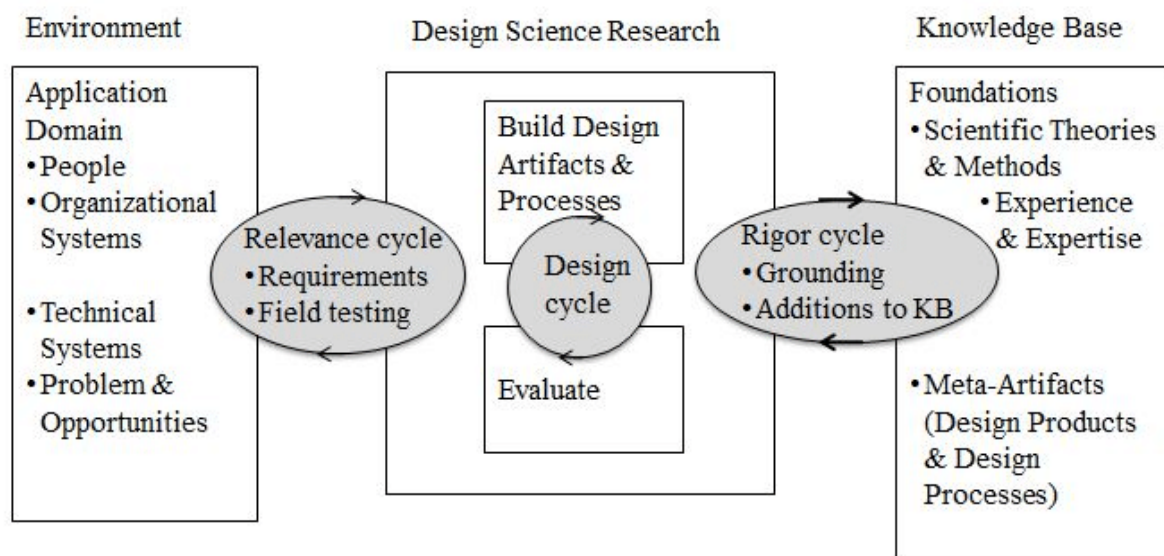 Environment
Design Science Research
Knowledge Base
Application
Domain
•People
•Organizational
Systems
•Technical
Systems
•Problem &
Opportunities
Relevance cycle
•Requirements
•Field testing
Build Design
Artifacts &
Processes
Design
cycle
Evaluate
Rigor cycle
•Grounding
•Additions to KB
Foundations
•Scientific Theories
& Methods
•Experience
& Expertise
•Meta-Artifacts
(Design Products
& Design
Processes)